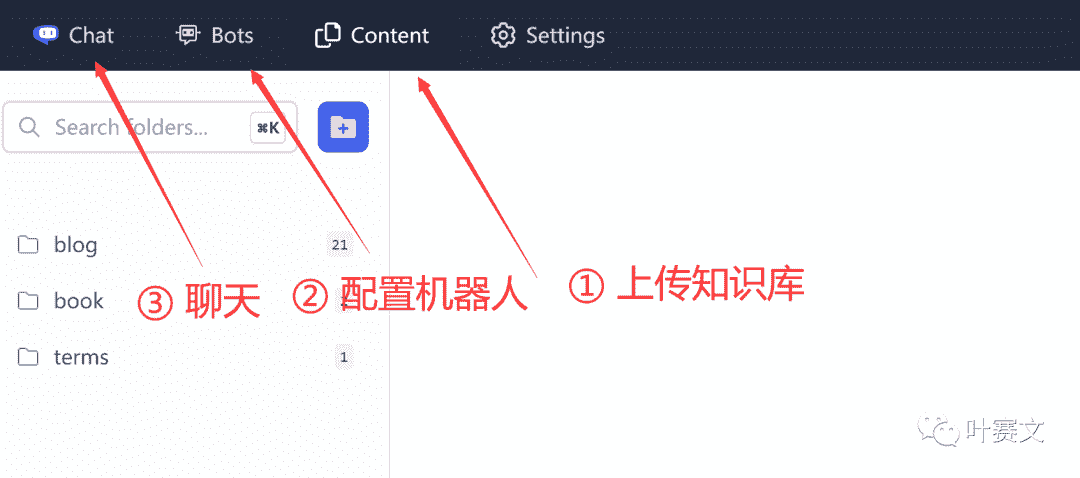 Chat Bots Content Settings
Search folders... ⌘K
blog 21
book
terms 1
③ 聊天 ② 配置机器人 ① 上传知识库
叶赛文